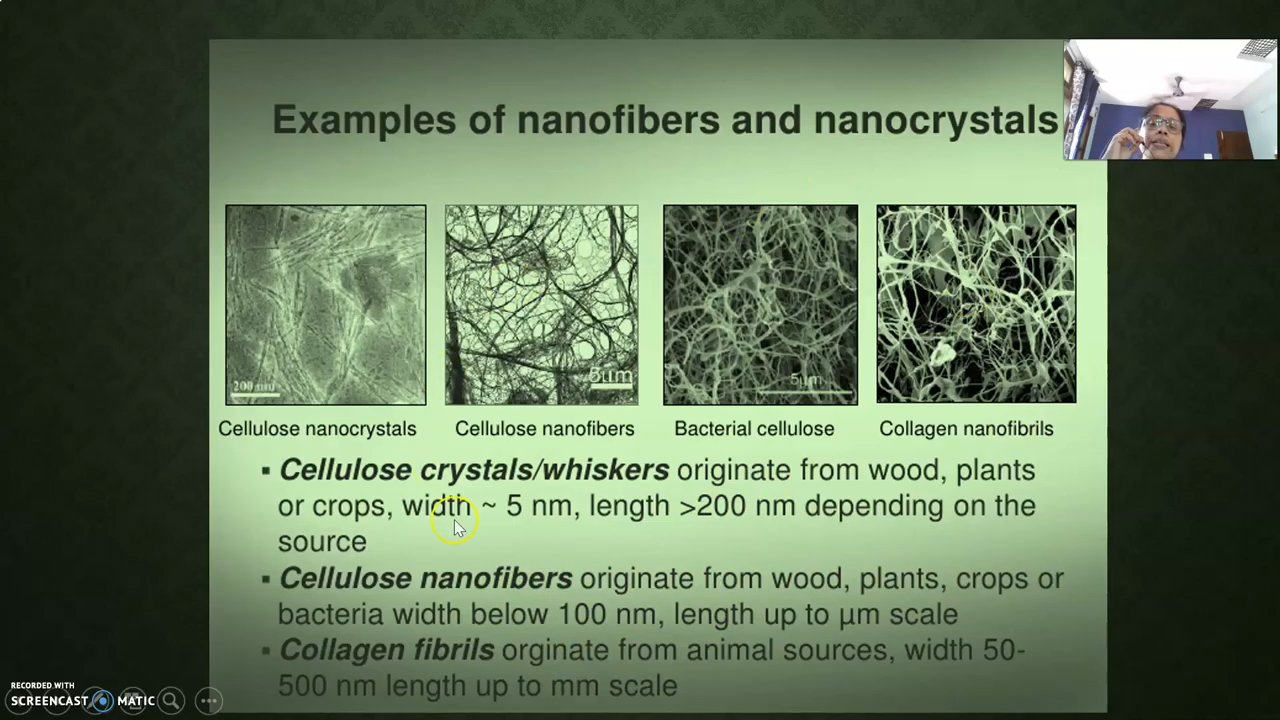 Examples of nanofibers and nanocrystals
200 nm
5µm
5µm
Cellulose nanocrystals
Cellulose nanofibers
Bacterial cellulose
Collagen nanofibrils
▪ Cellulose crystals/whiskers originate from wood, plants
or crops, width ~ 5 nm, length >200 nm depending on the
source
▪ Cellulose nanofibers originate from wood, plants, crops or
bacteria width below 100 nm, length up to µm scale
▪ Collagen fibrils orginate from animal sources, width 50-
500 nm length up to mm scale
RECORDED WITH
SCREENCAST MATIC